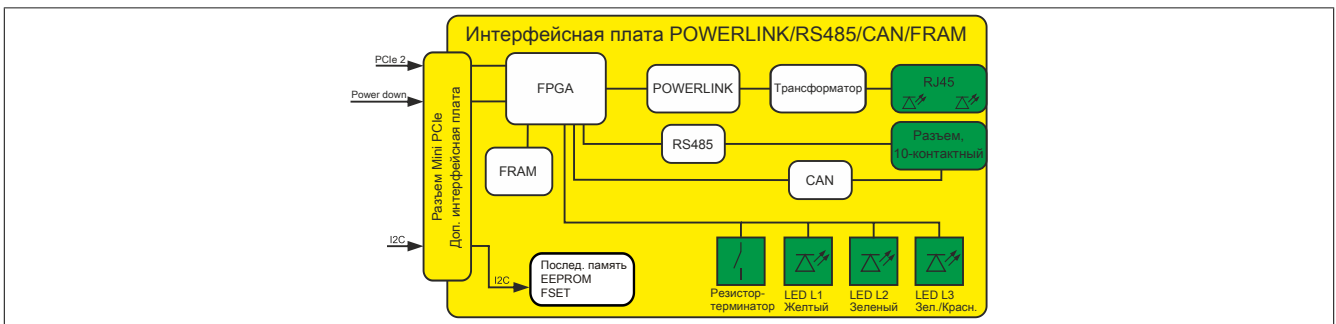 Интерфейсная плата POWERLINK/RS485/CAN/FRAM
PCIe 2
Power down
I2C
Разъем Mini PCIe
Доп. интерфейсная плата
FPGA
POWERLINK
Трансформатор
RJ45
RS485
Разъем,
10-контактный
FRAM
CAN
I2C
Послед. память
EEPROM
FSET
Резистор-
терминатор
LED L1
Желтый
LED L2
Зеленый
LED L3
Зел./Красн.